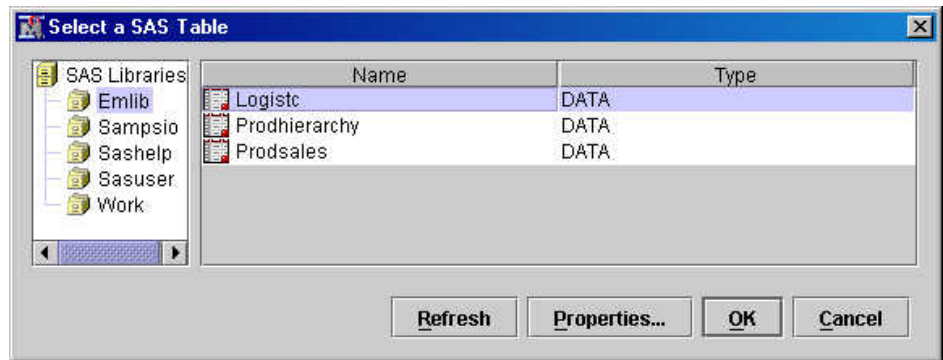 Select a SAS Table
SAS Libraries
Emlib
Sampsio
Sashelp
Sasuser
Work
Name Type
Logistc DATA
Prodhierarchy DATA
Prodsales DATA
Refresh Properties... OK Cancel